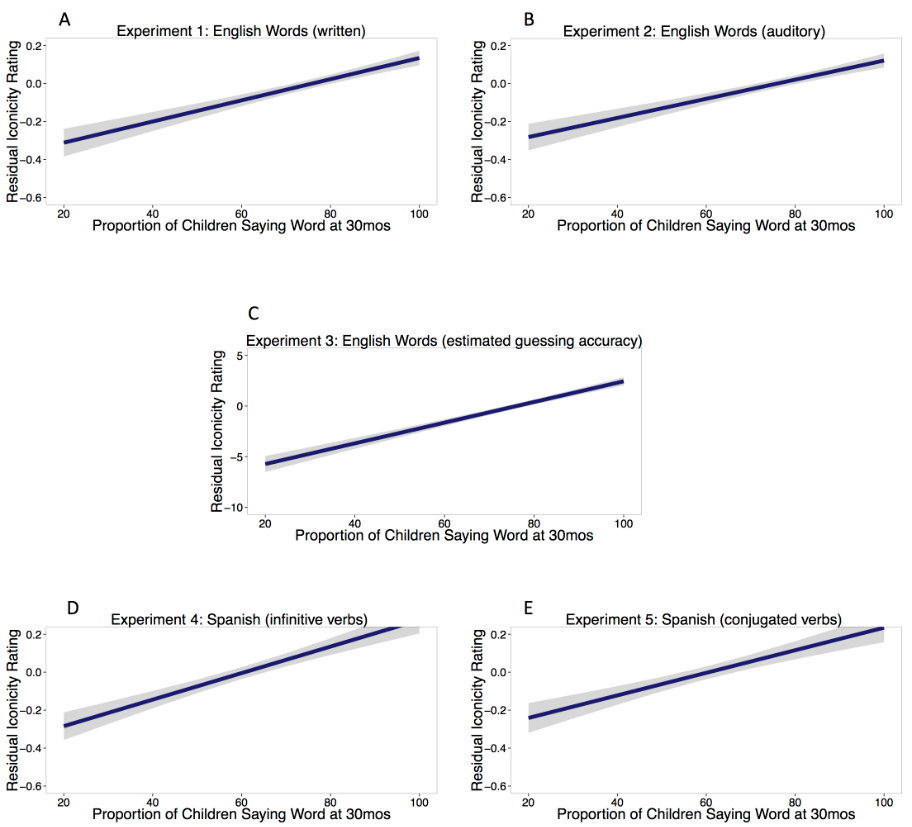 A
Experiment 1: English Words (written)
Residual Iconicity Rating
0.2
0.0
−0.2
−0.4
−0.6
20 40 60 80 100
Proportion of Children Saying Word at 30mos
B
Experiment 2: English Words (auditory)
Residual Iconicity Rating
0.2
0.0
−0.2
−0.4
−0.6
20 40 60 80 100
Proportion of Children Saying Word at 30mos
C
Experiment 3: English Words (estimated guessing accuracy)
Residual Iconicity Rating
5
0
−5
−10
20 40 60 80 100
Proportion of Children Saying Word at 30mos
D
Experiment 4: Spanish (infinitive verbs)
Residual Iconicity Rating
0.2
0.0
−0.2
−0.4
−0.6
20 40 60 80 100
Proportion of Children Saying Word at 30mos
E
Experiment 5: Spanish (conjugated verbs)
Residual Iconicity Rating
0.2
0.0
−0.2
−0.4
−0.6
20 40 60 80 100
Proportion of Children Saying Word at 30mos